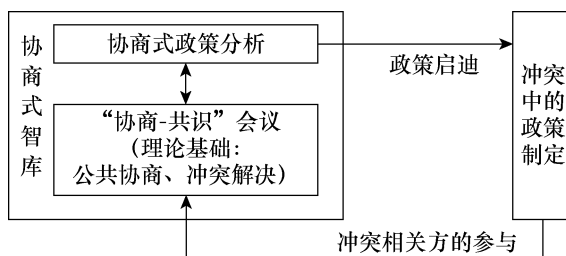 协商式智库
协商式政策分析
“协商-共识”会议
(理论基础:
公共协商、冲突解决)
政策启迪
冲突
中的
政策
制定
冲突相关方的参与